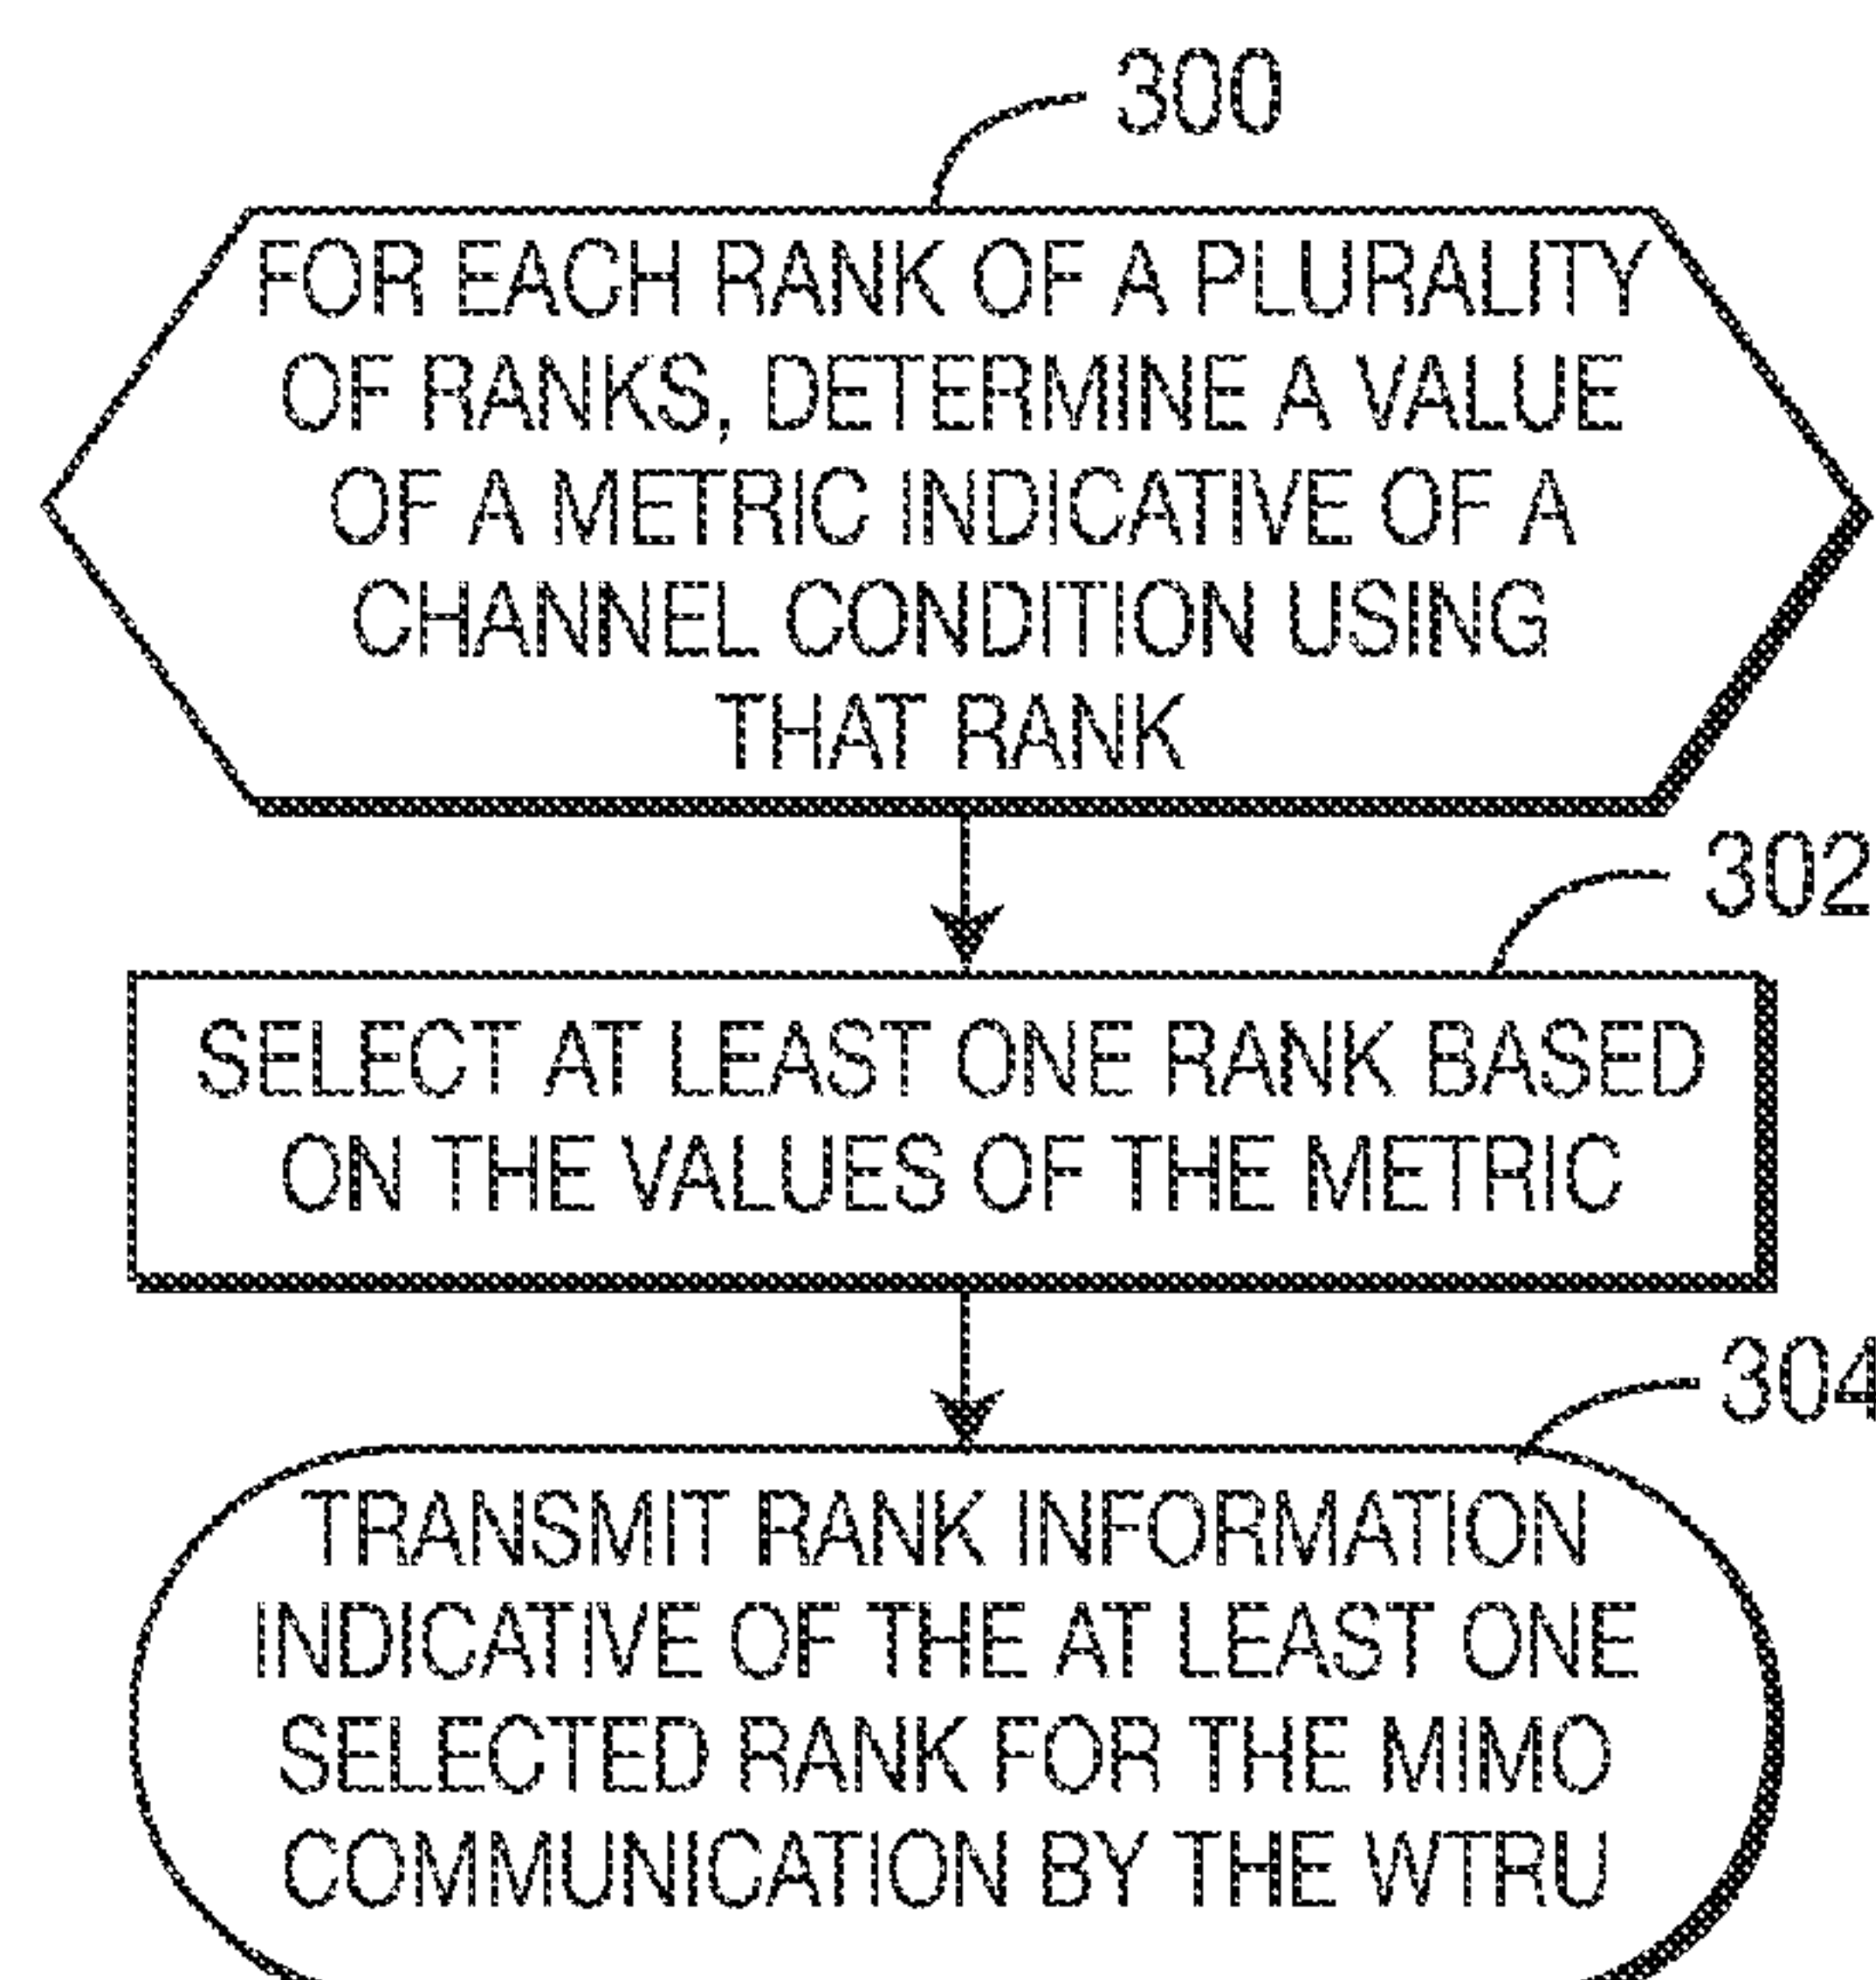 300
FOR EACH RANK OF A PLURALITY
OF RANKS, DETERMINE A VALUE
OF A METRIC INDICATIVE OF A
CHANNEL CONDITION USING
THAT RANK
302
SELECT AT LEAST ONE RANK BASED
ON THE VALUES OF THE METRIC
304
TRANSMIT RANK INFORMATION
INDICATIVE OF THE AT LEAST ONE
SELECTED RANK FOR THE MIMO
COMMUNICATION BY THE WTRU